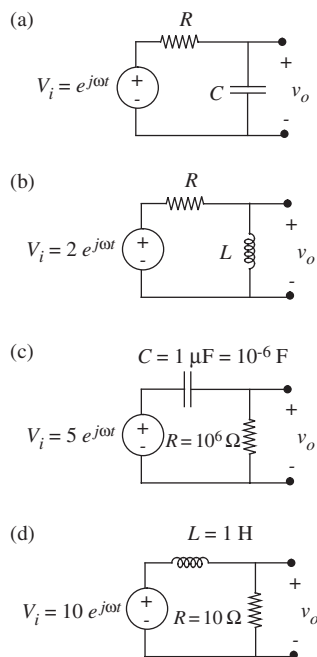 (a)
R
V_i = e^{jωt}
+
-
C
+
v_o
-
(b)
R
V_i = 2 e^{jωt}
+
-
L
+
v_o
-
(c)
C = 1 μF = 10^{-6} F
V_i = 5 e^{jωt}
+
-
R = 10^6 Ω
+
v_o
-
(d)
L = 1 H
V_i = 10 e^{jωt}
+
-
R = 10 Ω
+
v_o
-